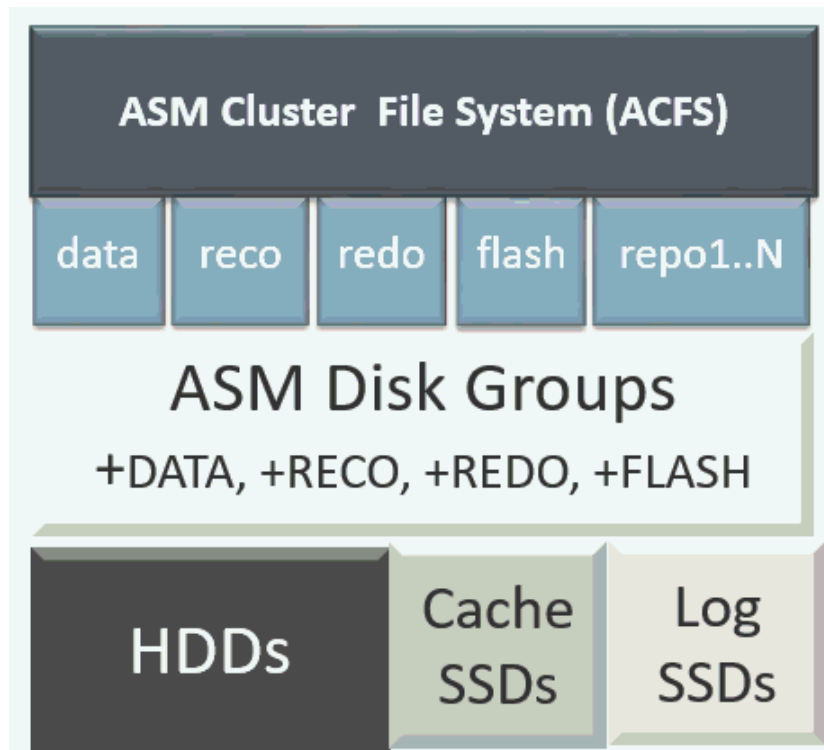 ASM Cluster File System (ACFS)
data reco redo flash repo1..N
ASM Disk Groups
+DATA, +RECO, +REDO, +FLASH
HDDs
Cache
SSDs
Log
SSDs